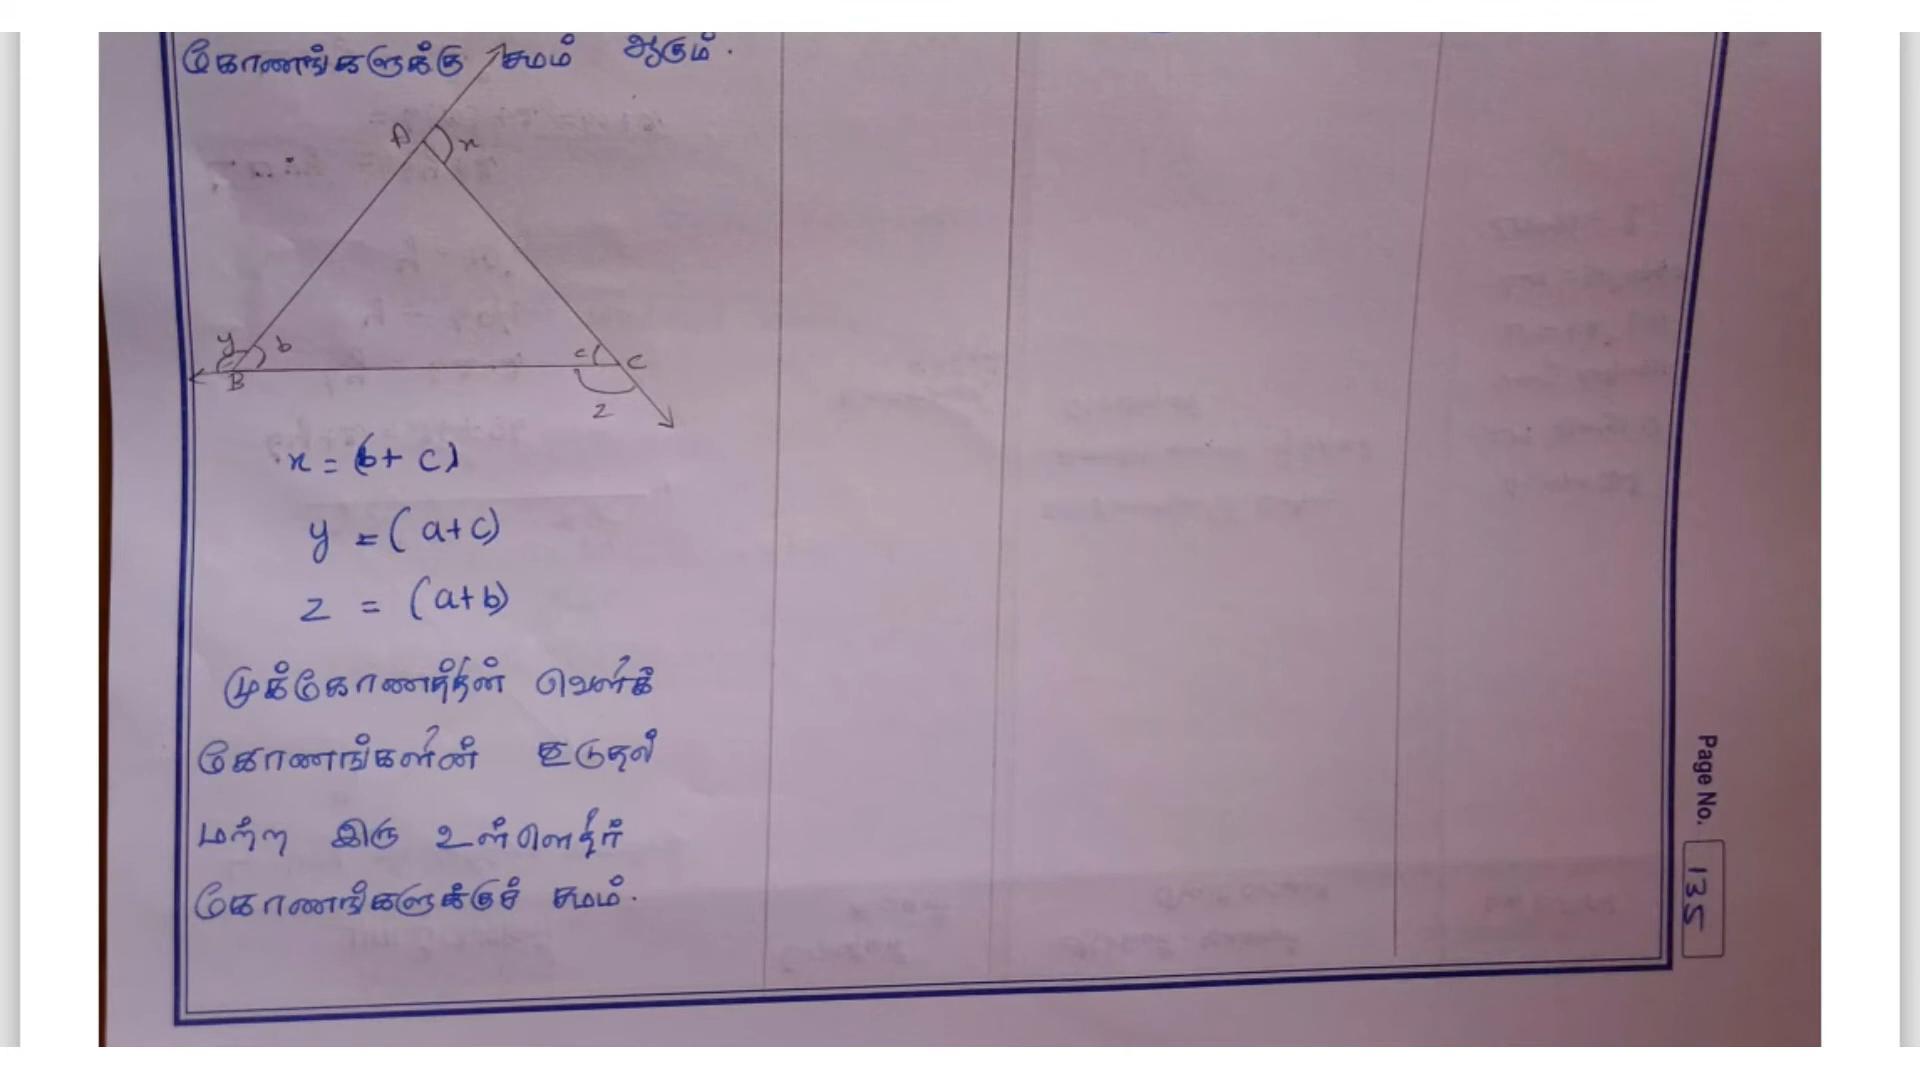 கோணங்களுக்கு சமம் ஆகும்.
A x
y b c C
B
z
x = (b + c)
y = (a+c)
z = (a+b)
முக்கோணத்தின் வெளிக்
கோணங்களின் கூடுதல்
மற்ற இரு உள்ளெதிர்
கோணங்களுக்குச் சமம்.
Page No. 135